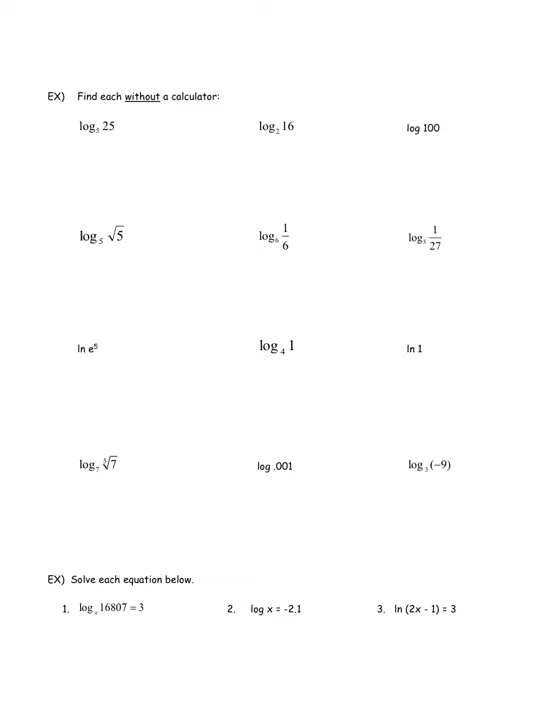 EX) Find each without a calculator:
log₅ 25 log₂ 16 log 100
log₅ √5 log₆ 1/6 log₃ 1/27
ln e⁵ log₄ 1 ln 1
log₇ ⁵√7 log .001 log₃ (−9)
EX) Solve each equation below.
1. logₓ 16807 = 3 2. log x = -2.1 3. ln (2x - 1) = 3